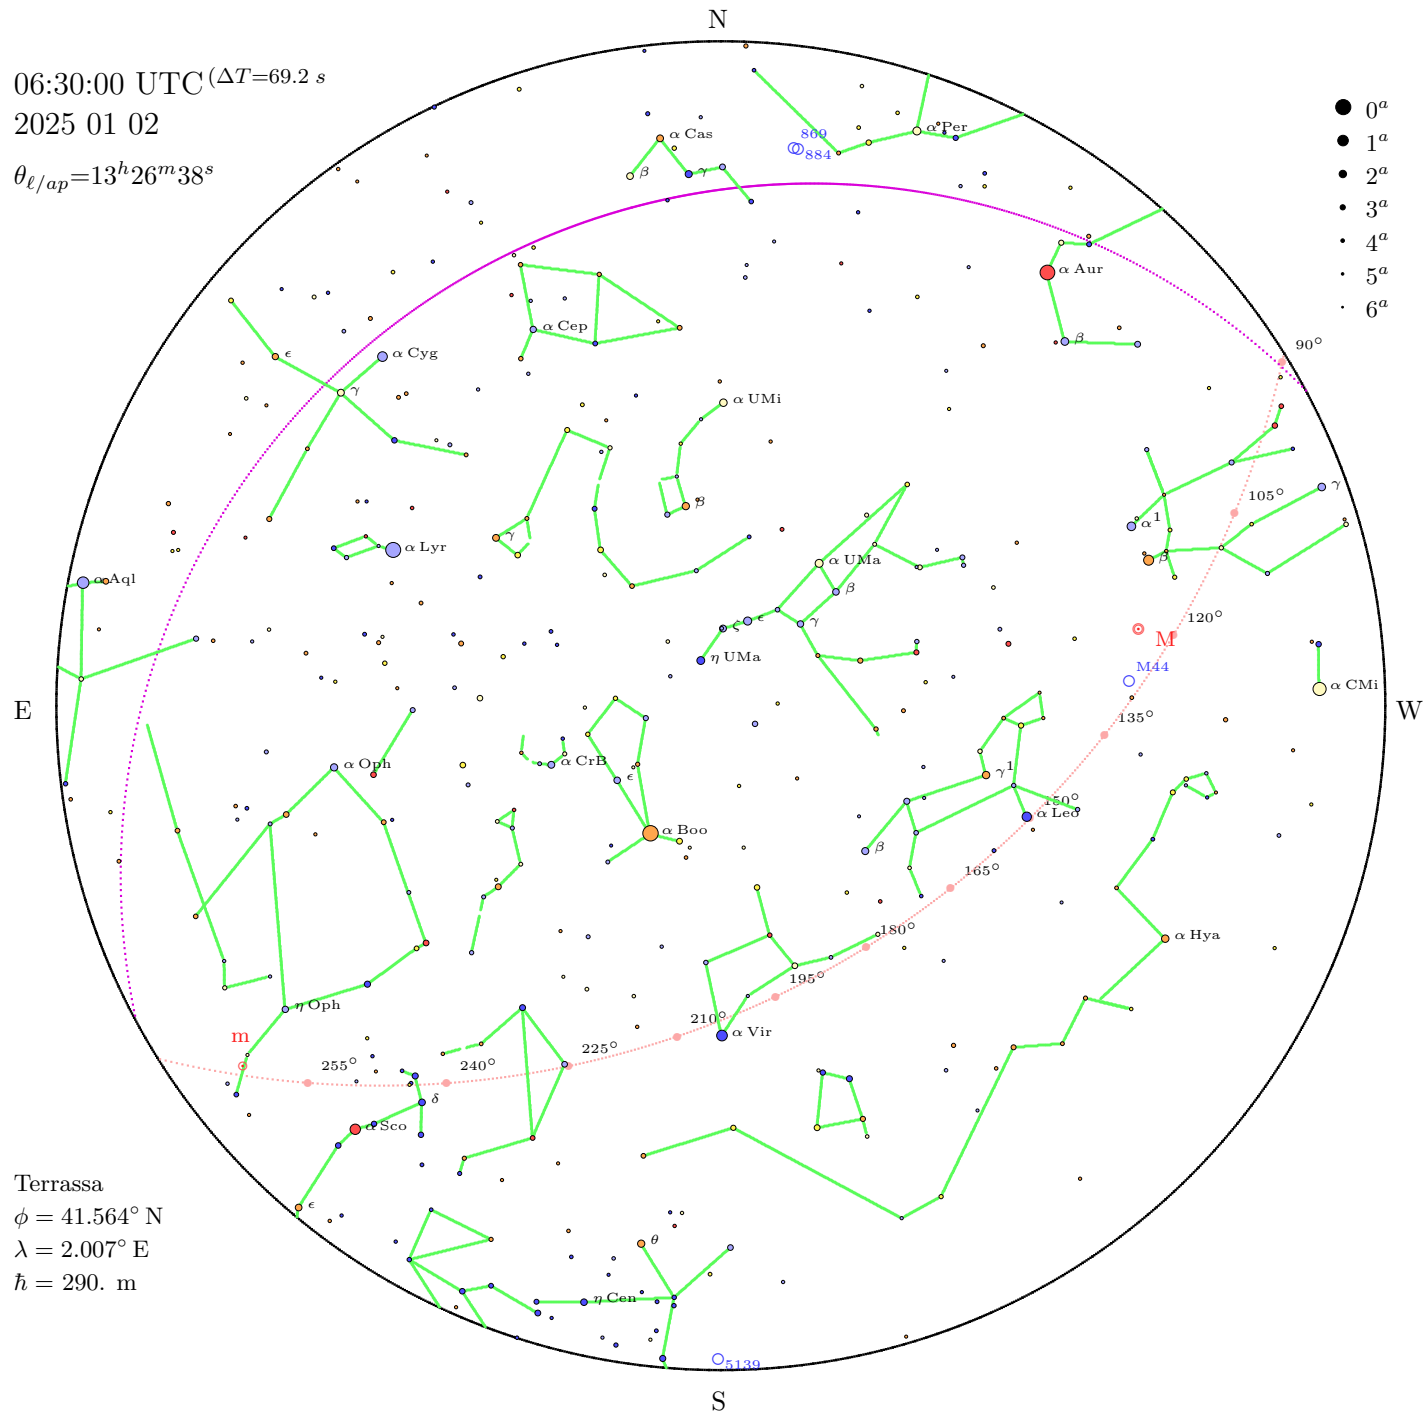 N
06:30:00 UTC (ΔT=69.2 s
2025 01 02
θℓ/ap=13h26m38s
0a
1a
2a
3a
4a
5a
6a
α Cas
β
γ
869
884
α Per
α Aur
β
α Cep
ϵ
α Cyg
γ
90°
α UMi
β
γ
105°
γ
α1
β
α Lyr
α Aql
α UMa
β
ϵ
ζ
γ
η UMa
120°
M
M44
α CMi
E
W
135°
α Oph
α CrB
ϵ
γ1
150°
α Leo
α Boo
β
165°
180°
α Hya
195°
η Oph
210°
α Vir
m
225°
240°
255°
δ
α Sco
ϵ
θ
η Cen
5139
Terrassa
ϕ = 41.564° N
λ = 2.007° E
ℏ = 290. m
S